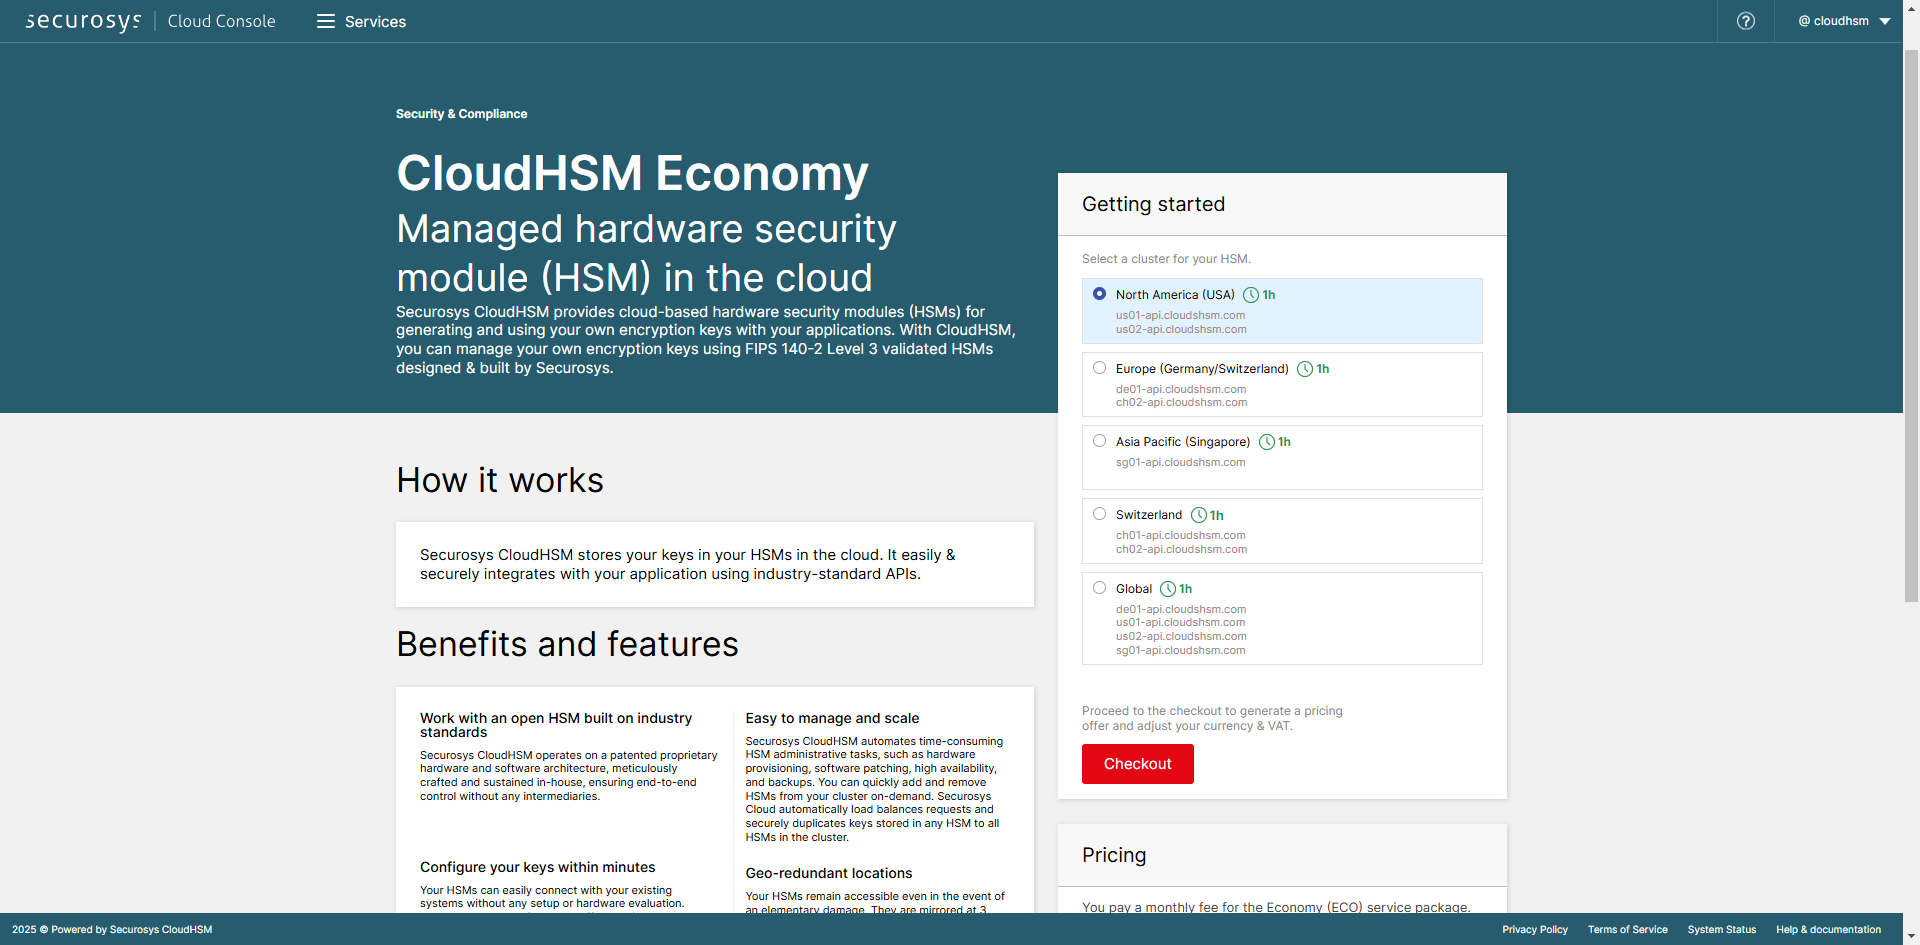 securosys | Cloud Console
Services
@ cloudhsm
Security & Compliance
CloudHSM Economy
Managed hardware security
module (HSM) in the cloud
Securosys CloudHSM provides cloud-based hardware security modules (HSMs) for
generating and using your own encryption keys with your applications. With CloudHSM,
you can manage your own encryption keys using FIPS 140-2 Level 3 validated HSMs
designed & built by Securosys.
Getting started
Select a cluster for your HSM.
North America (USA) 1h
us01-api.cloudshsm.com
us02-api.cloudshsm.com
Europe (Germany/Switzerland) 1h
de01-api.cloudshsm.com
ch02-api.cloudshsm.com
Asia Pacific (Singapore) 1h
sg01-api.cloudshsm.com
Switzerland 1h
ch01-api.cloudshsm.com
ch02-api.cloudshsm.com
Global 1h
de01-api.cloudshsm.com
us01-api.cloudshsm.com
us02-api.cloudshsm.com
sg01-api.cloudshsm.com
Proceed to the checkout to generate a pricing
offer and adjust your currency & VAT.
Checkout
How it works
Securosys CloudHSM stores your keys in your HSMs in the cloud. It easily &
securely integrates with your application using industry-standard APIs.
Benefits and features
Work with an open HSM built on industry
standards
Securosys CloudHSM operates on a patented proprietary
hardware and software architecture, meticulously
crafted and sustained in-house, ensuring end-to-end
control without any intermediaries.
Easy to manage and scale
Securosys CloudHSM automates time-consuming
HSM administrative tasks, such as hardware
provisioning, software patching, high availability,
and backups. You can quickly add and remove
HSMs from your cluster on-demand. Securosys
Cloud automatically load balances requests and
securely duplicates keys stored in any HSM to all
HSMs in the cluster.
Configure your keys within minutes
Your HSMs can easily connect with your existing
systems without any setup or hardware evaluation.
Geo-redundant locations
Your HSMs remain accessible even in the event of
an elementary damage. They are mirrored at 3
Pricing
You pay a monthly fee for the Economy (ECO) service package.
2025 © Powered by Securosys CloudHSM
Privacy Policy
Terms of Service
System Status
Help & documentation